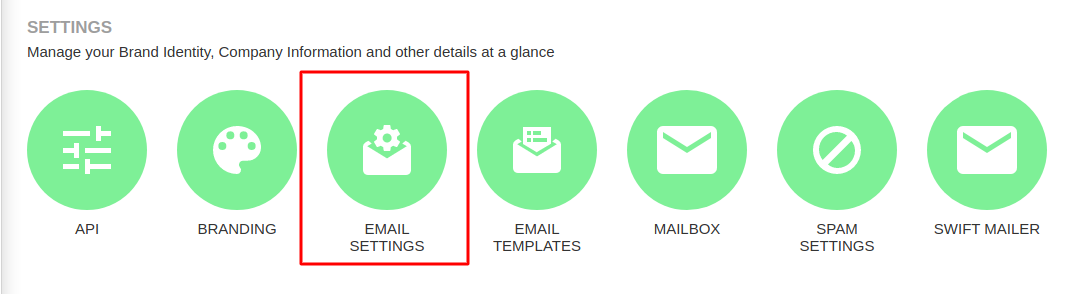 SETTINGS
Manage your Brand Identity, Company Information and other details at a glance
API
BRANDING
EMAIL
SETTINGS
EMAIL
TEMPLATES
MAILBOX
SPAM
SETTINGS
SWIFT MAILER